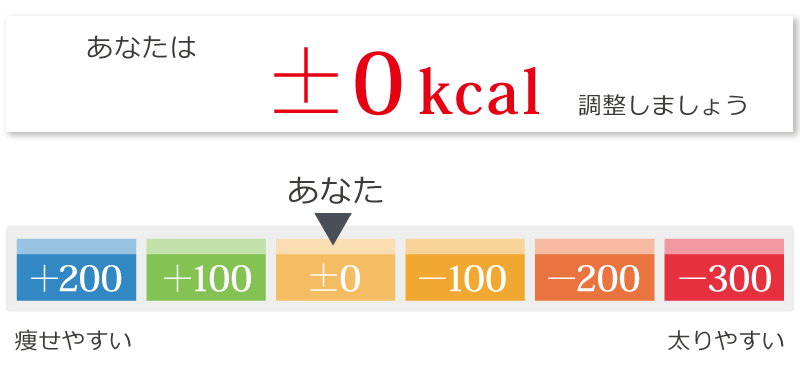 あなたは
±0 kcal 調整しましょう
あなた
+200 +100 ±0 −100 −200 −300
痩せやすい 太りやすい